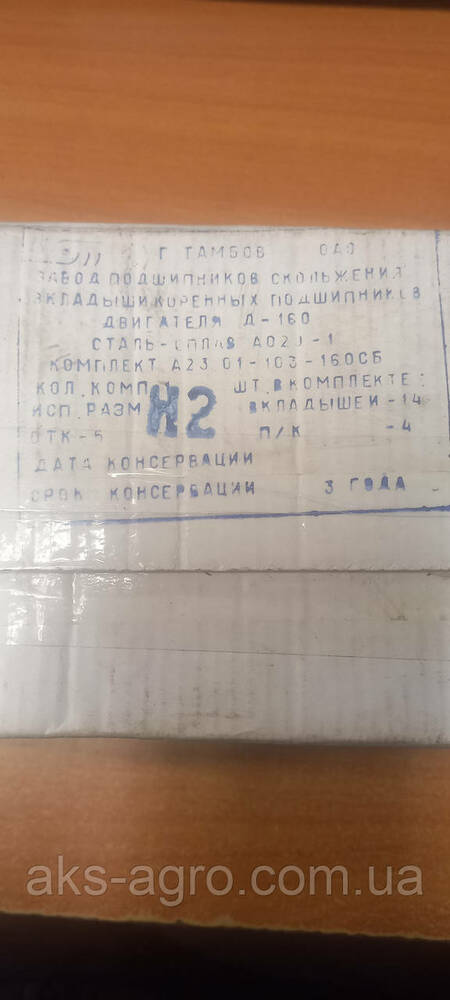 Г ТАМБОВ ОАО
ЗАВОД ПОДШИПНИКОВ СКОЛЬЖЕНИЯ
ВКЛАДЫШИ КОРЕННЫХ ПОДШИПНИКОВ
ДВИГАТЕЛЯ Д-160
СТАЛЬ-СПЛАВ АО20-1
КОМПЛЕКТ А23.01-103-160СБ
КОЛ.КОМП ШТ.В КОМПЛЕКТЕ:
ИСП.РАЗМ Н2 ВКЛАДЫШЕЙ-14
ОТК-5 П/К -4
ДАТА КОНСЕРВАЦИИ
СРОК КОНСЕРВАЦИИ 3 ГОДА
aks-agro.com.ua